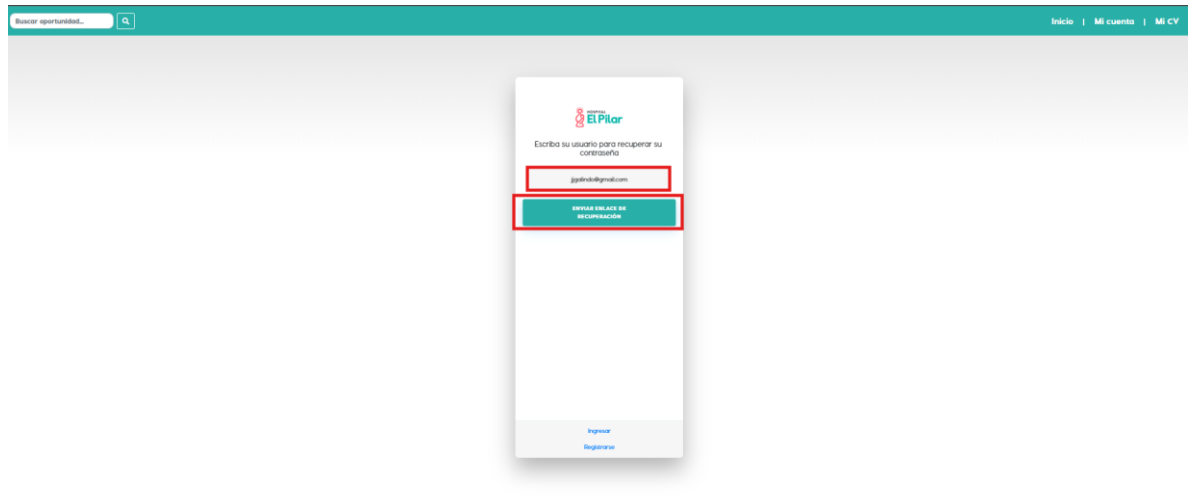 Buscar oportunidad...
Inicio | Mi cuenta | Mi CV
HOSPITAL
El Pilar
Escriba su usuario para recuperar su
contraseña
jjgalindo@gmail.com
ENVIAR ENLACE DE
RECUPERACIÓN
Ingresar
Registrarse